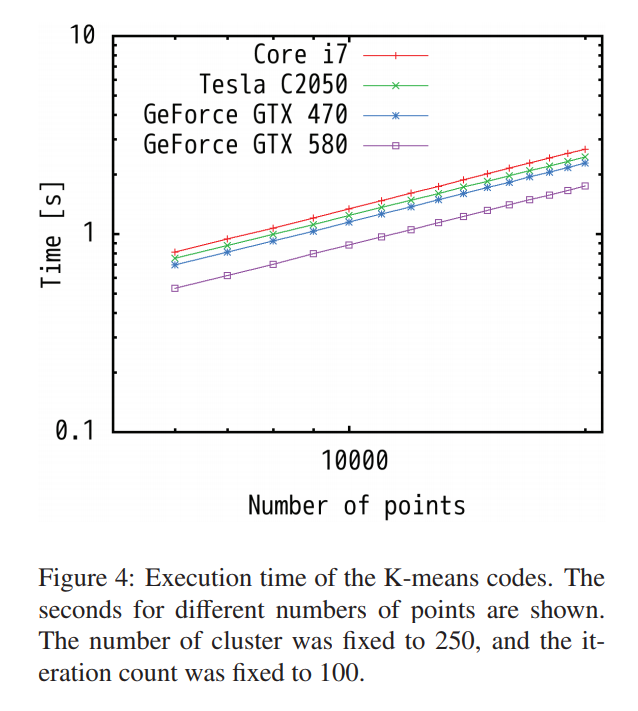 10
Core i7
Tesla C2050
GeForce GTX 470
GeForce GTX 580
1
Time [s]
0.1
10000
Number of points
Figure 4: Execution time of the K-means codes. The
seconds for different numbers of points are shown.
The number of cluster was fixed to 250, and the it-
eration count was fixed to 100.